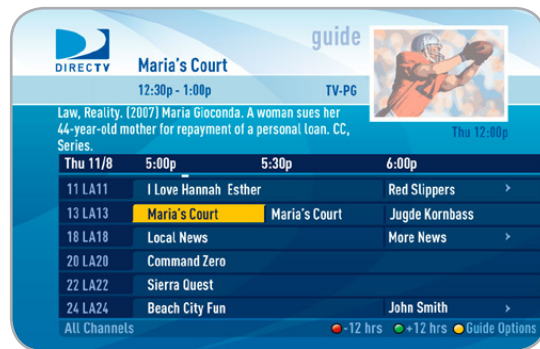 guide
DIRECTV
Maria's Court
12:30p - 1:00p TV-PG
Law, Reality. (2007) Maria Gioconda. A woman sues her
44-year-old mother for repayment of a personal loan. CC,
Series.
Thu 12:00p
Thu 11/8 5:00p 5:30p 6:00p
11 LA11 I Love Hannah Esther Red Slippers >
13 LA13 Maria's Court Maria's Court Jugde Kornbass
18 LA18 Local News More News >
20 LA20 Command Zero
22 LA22 Sierra Quest
24 LA24 Beach City Fun John Smith >
All Channels -12 hrs +12 hrs Guide Options